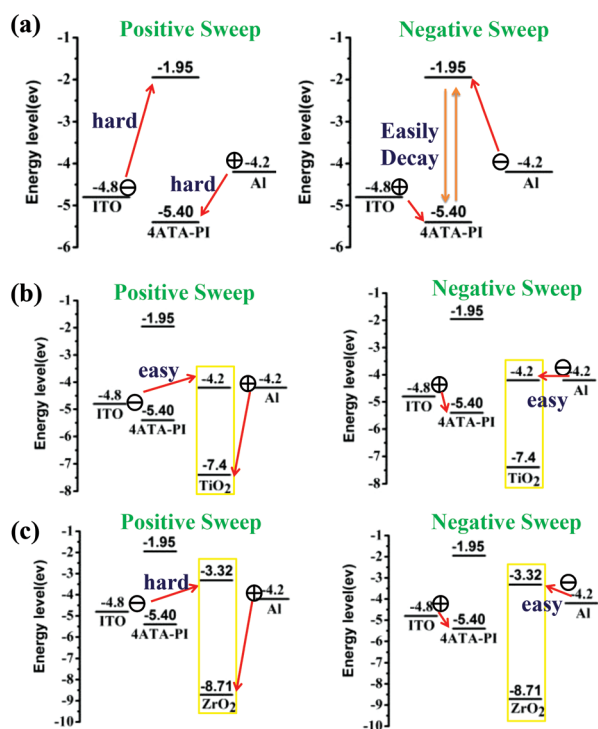 (a)
Positive Sweep
Negative Sweep
Energy level(ev)
-1
-2
-3
-4
-5
-6
-1.95
hard
-4.8
ITO
hard
-4.2
Al
-5.40
4ATA-PI
Energy level(ev)
-1
-2
-3
-4
-5
-6
-1.95
Easily
Decay
-4.8
ITO
-4.2
Al
-5.40
4ATA-PI
(b)
Positive Sweep
Negative Sweep
Energy level(ev)
-1
-2
-3
-4
-5
-6
-7
-8
-1.95
easy
-4.8
ITO
-5.40
4ATA-PI
-4.2
-4.2
Al
-7.4
TiO2
Energy level(ev)
-1
-2
-3
-4
-5
-6
-7
-8
-1.95
-4.8
ITO
-5.40
4ATA-PI
-4.2
-4.2
Al
easy
-7.4
TiO2
(c)
Positive Sweep
Negative Sweep
Energy level(ev)
-1
-2
-3
-4
-5
-6
-7
-8
-9
-10
-1.95
hard
-4.8
ITO
-5.40
4ATA-PI
-3.32
-4.2
Al
-8.71
ZrO2
Energy level(ev)
-1
-2
-3
-4
-5
-6
-7
-8
-9
-10
-1.95
-4.8
ITO
-5.40
4ATA-PI
-3.32
-4.2
Al
easy
-8.71
ZrO2